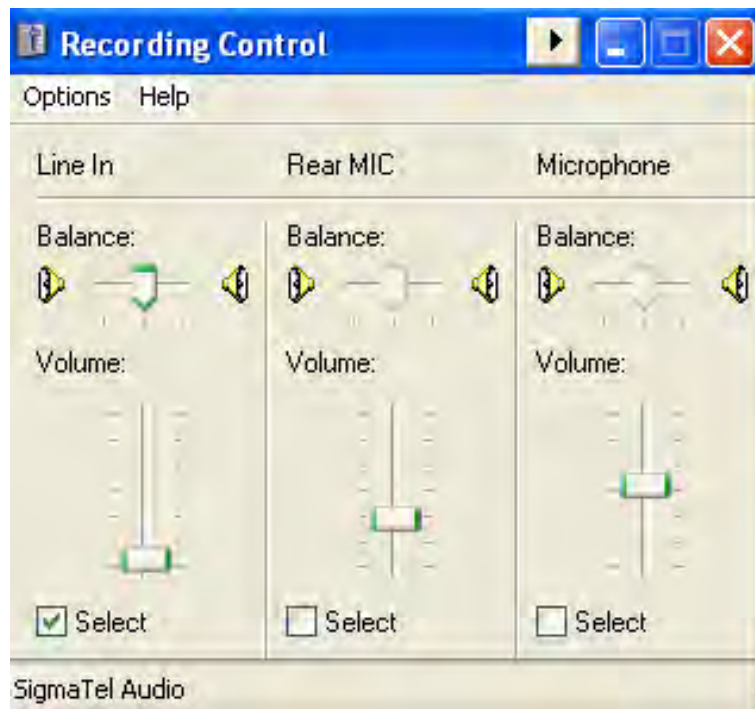 Recording Control
Options Help
Line In Rear MIC Microphone
Balance: Balance: Balance:
Volume: Volume: Volume:
Select Select Select
SigmaTel Audio